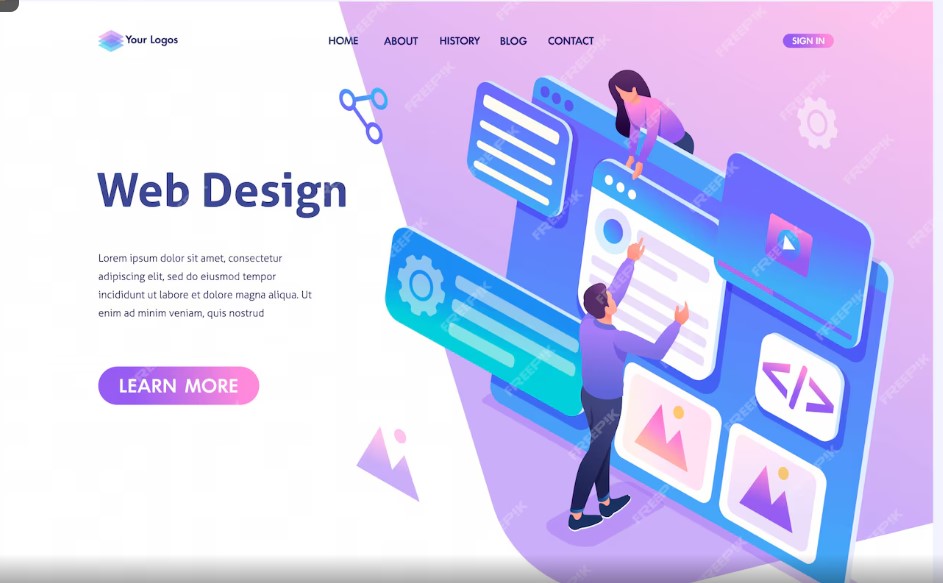 Your Logos
HOME ABOUT HISTORY BLOG CONTACT
SIGN IN
Web Design
Lorem ipsum dolor sit amet, consectetur
adipiscing elit, sed do eiusmod tempor
incididunt ut labore et dolore magna aliqua. Ut
enim ad minim veniam, quis nostrud
LEARN MORE
FREEPIK